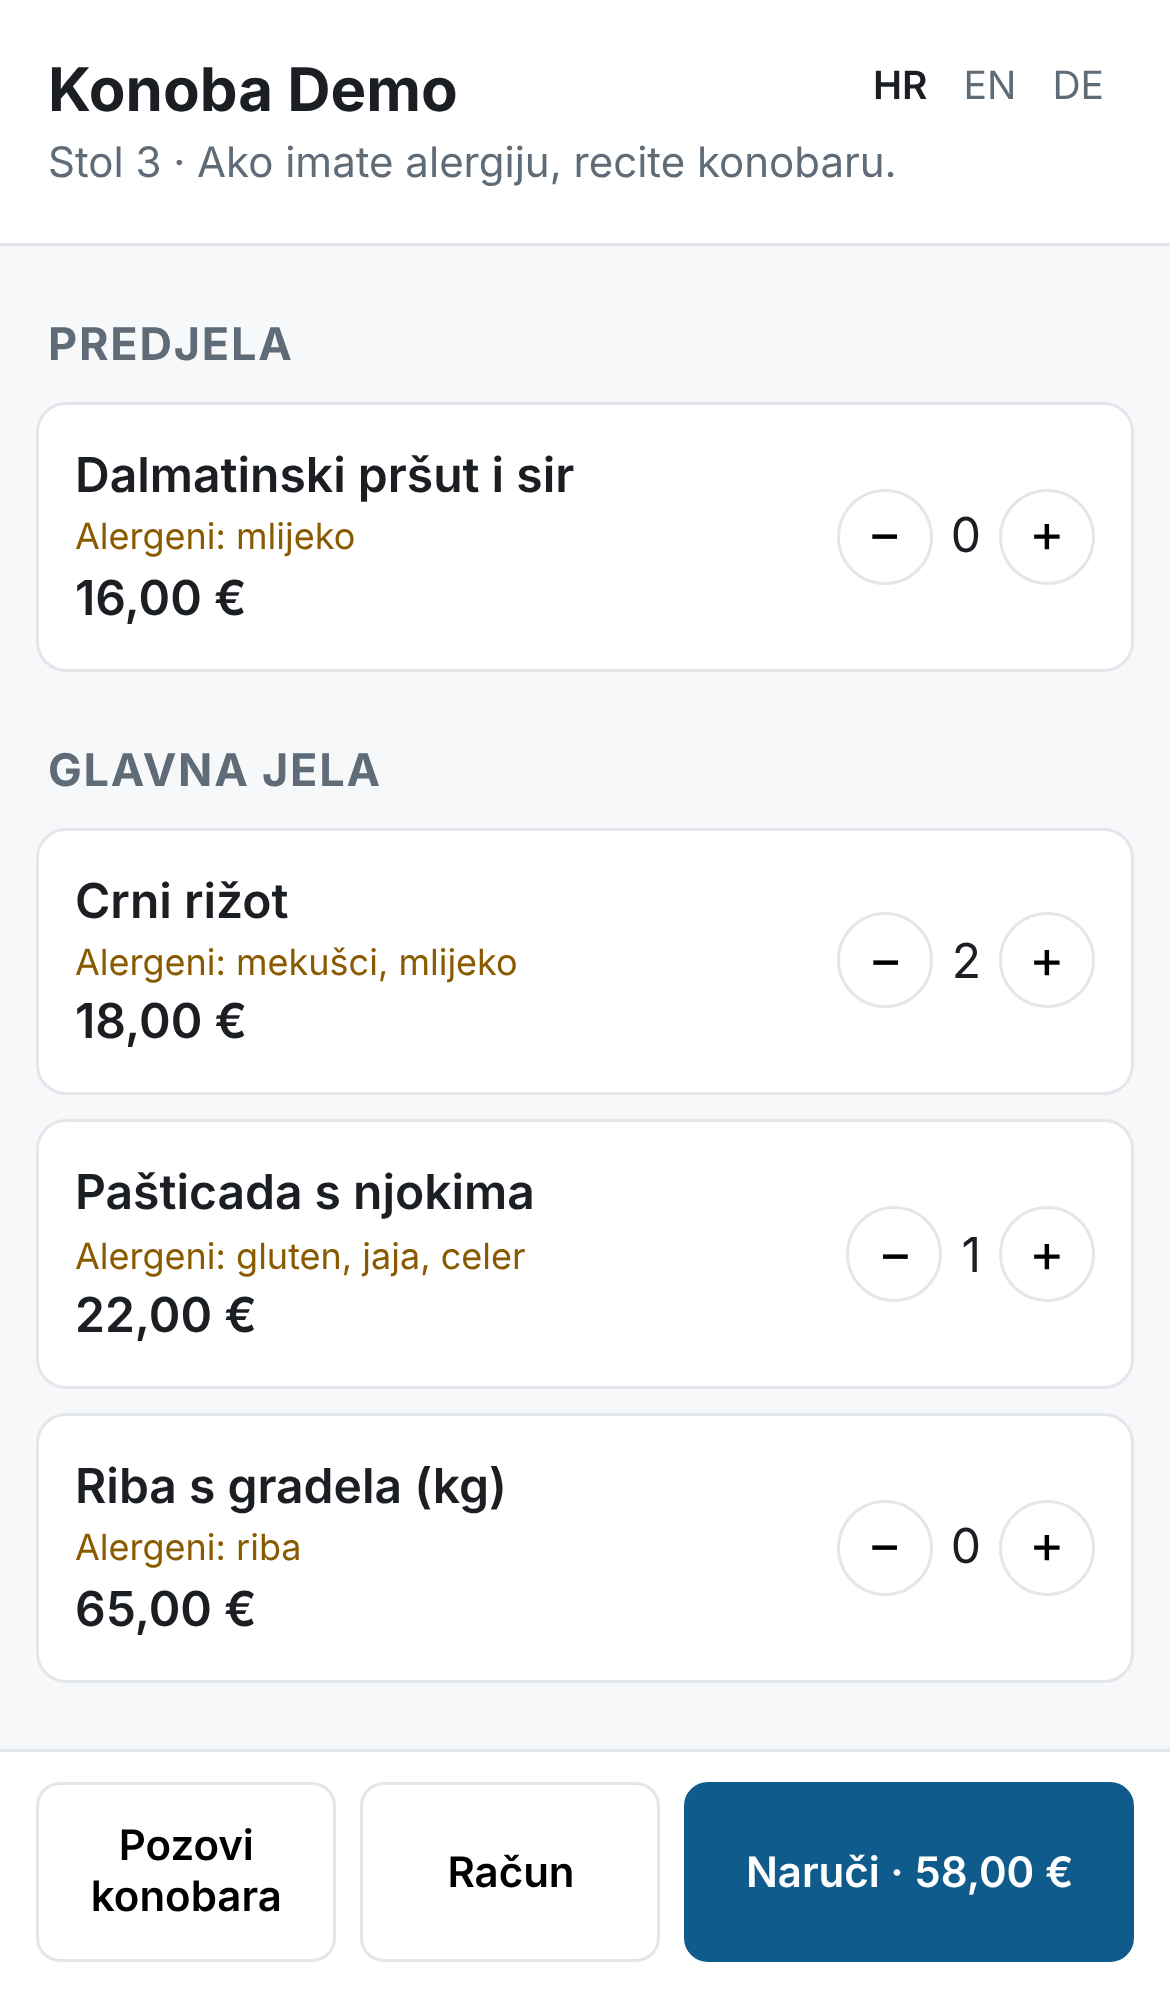 Konoba Demo
HR EN DE
Stol 3 · Ako imate alergiju, recite konobaru.
PREDJELA
Dalmatinski pršut i sir
Alergeni: mlijeko
16,00 €
− 0 +
GLAVNA JELA
Crni rižot
Alergeni: mekušci, mlijeko
18,00 €
− 2 +
Pašticada s njokima
Alergeni: gluten, jaja, celer
22,00 €
− 1 +
Riba s gradela (kg)
Alergeni: riba
65,00 €
− 0 +
Pozovi
konobara
Račun
Naruči · 58,00 €